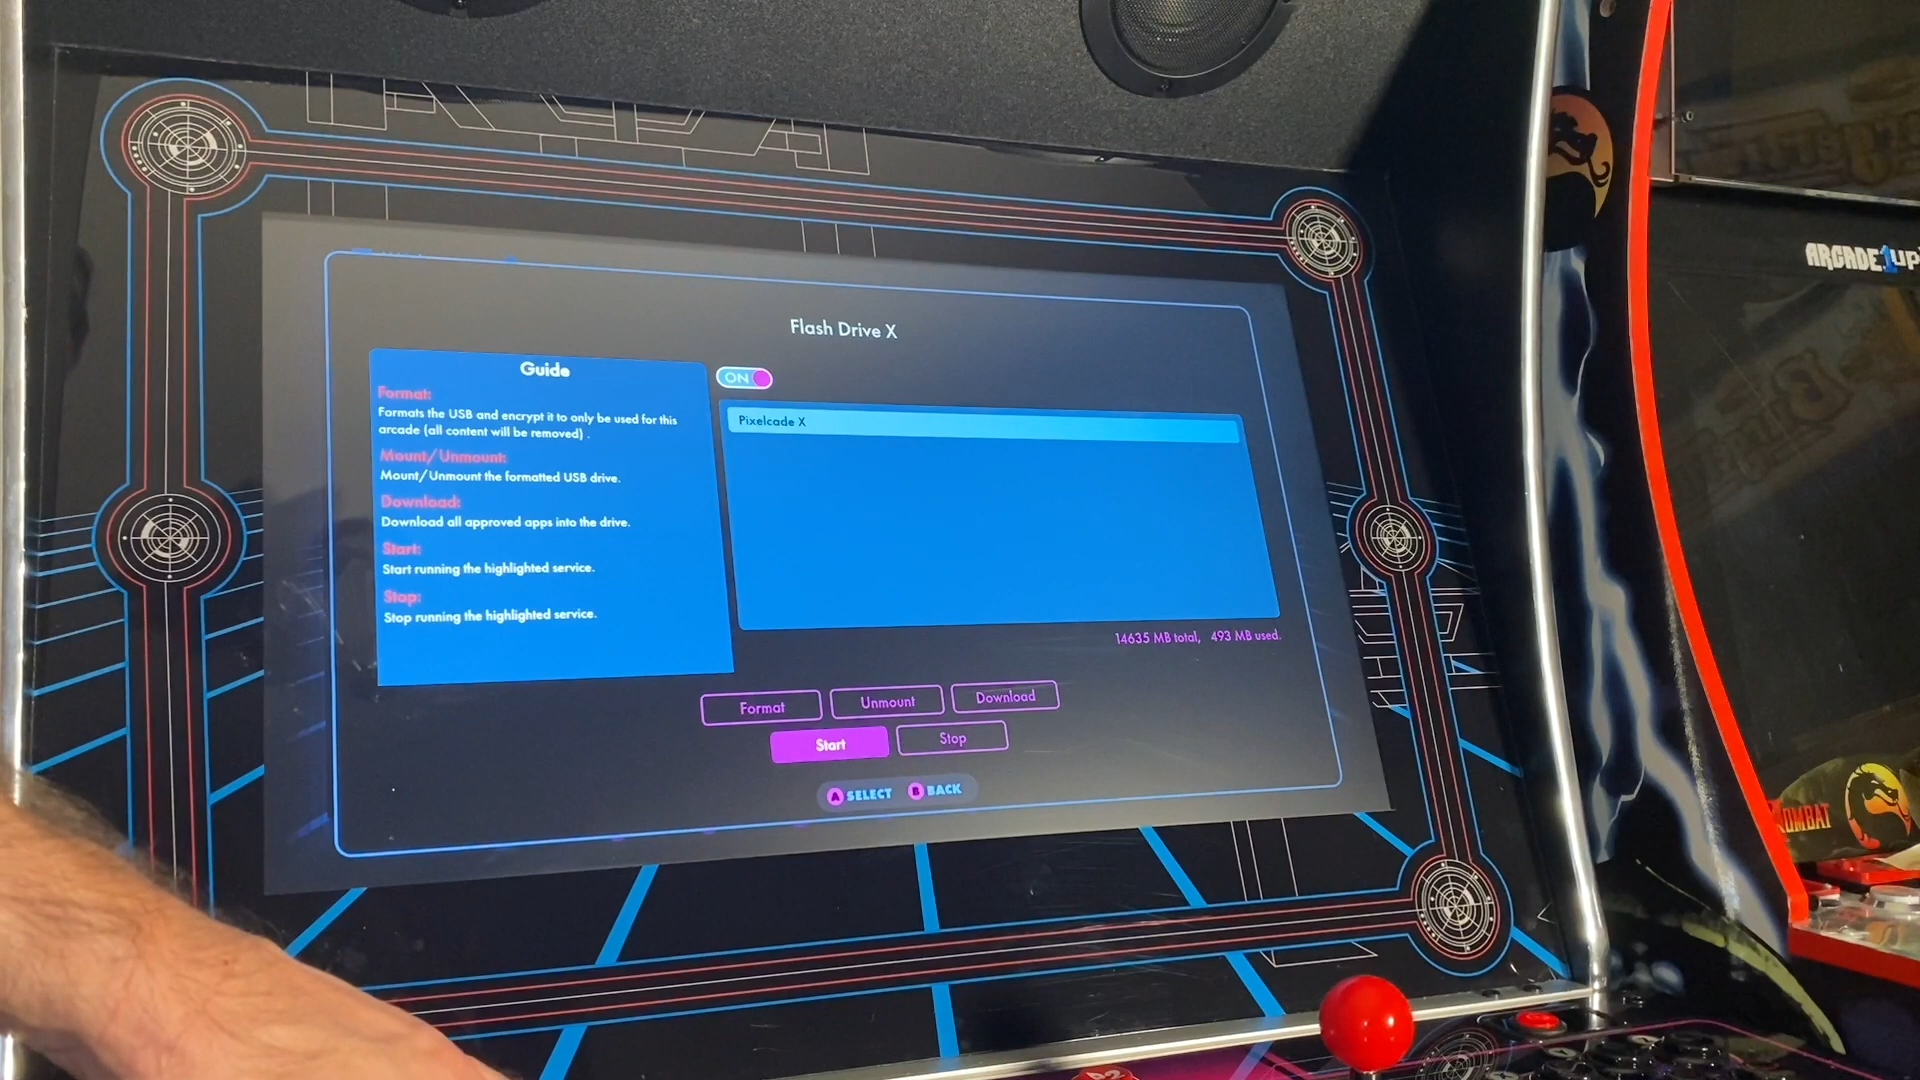 Flash Drive X
Guide
Format:
Formats the USB and encrypt it to only be used for this
arcade (all content will be removed) .
Mount/Unmount:
Mount/Unmount the formatted USB drive.
Download:
Download all approved apps into the drive.
Start:
Start running the highlighted service.
Stop:
Stop running the highlighted service.
ON
Pixelcade X
14635 MB total, 493 MB used.
Format
Unmount
Download
Start
Stop
A SELECT B BACK
ARCADE1UP
KOMBAT
P2